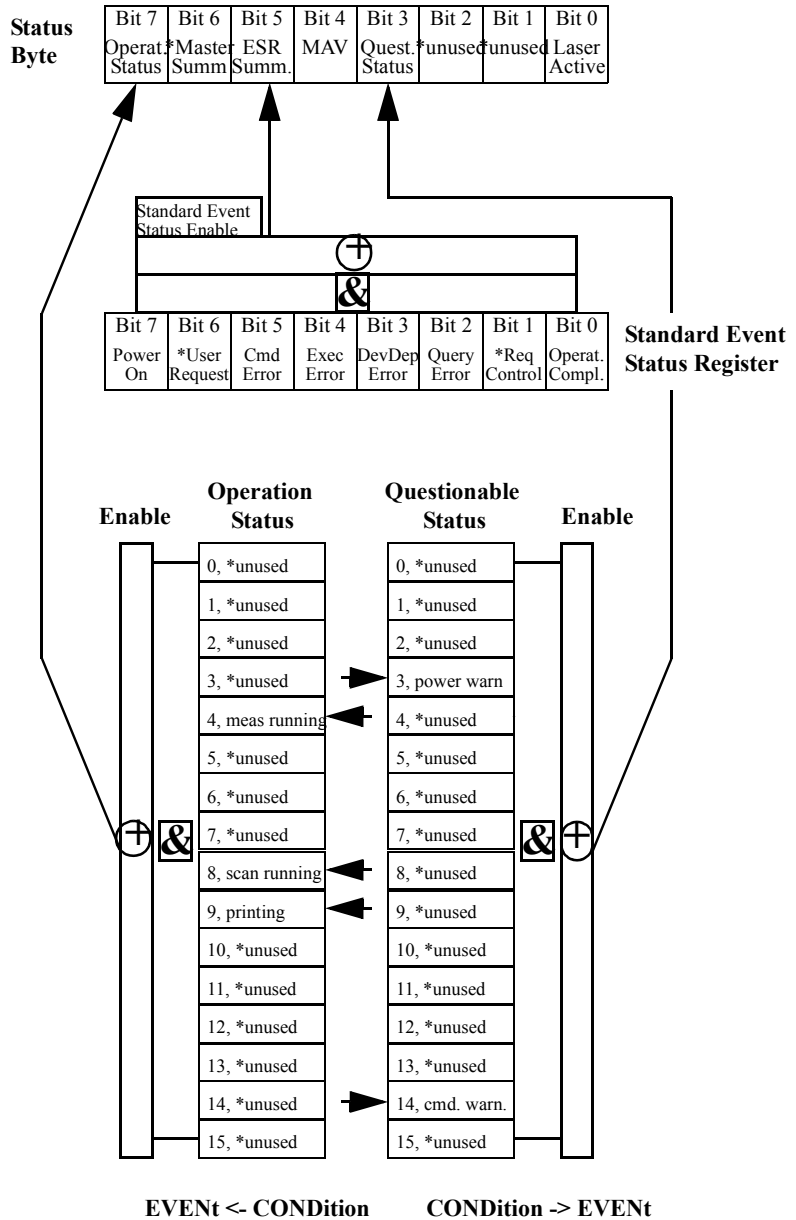 Status Byte
Bit 7 Bit 6 Bit 5 Bit 4 Bit 3 Bit 2 Bit 1 Bit 0
Operat. Status
*Master Summ
ESR Summ.
MAV
Quest. Status
*unused
*unused
Laser Active
Standard Event
Status Enable
+
&
Bit 7 Bit 6 Bit 5 Bit 4 Bit 3 Bit 2 Bit 1 Bit 0
Power On
*User Request
Cmd Error
Exec Error
DevDep Error
Query Error
*Req Control
Operat. Compl.
Standard Event
Status Register
Enable
Operation
Status
Questionable
Status
Enable
0, *unused 0, *unused
1, *unused 1, *unused
2, *unused 2, *unused
3, *unused 3, power warn
4, meas running 4, *unused
5, *unused 5, *unused
6, *unused 6, *unused
+ & 7, *unused 7, *unused & +
8, scan running 8, *unused
9, printing 9, *unused
10, *unused 10, *unused
11, *unused 11, *unused
12, *unused 12, *unused
13, *unused 13, *unused
14, *unused 14, cmd. warn.
15, *unused 15, *unused
EVENt <- CONDition CONDition -> EVENt